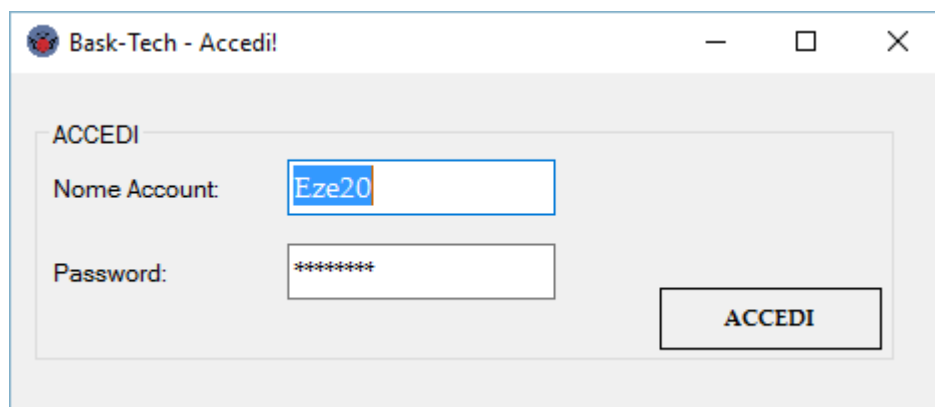 Bask-Tech - Accedi!
ACCEDI
Nome Account: Eze20
Password: ********
ACCEDI